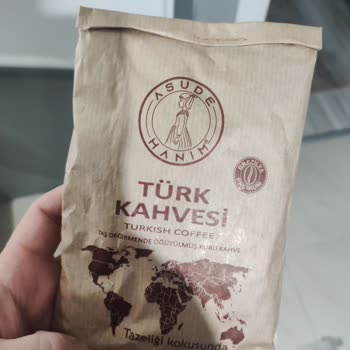 ASUDE
HANIM
TÜRK
KAHVESİ
TURKISH COFFEE
TAŞ DEĞİRMENDE ÖĞÜTÜLMÜŞ KURU KAHVE
Tazeliği kokusunda